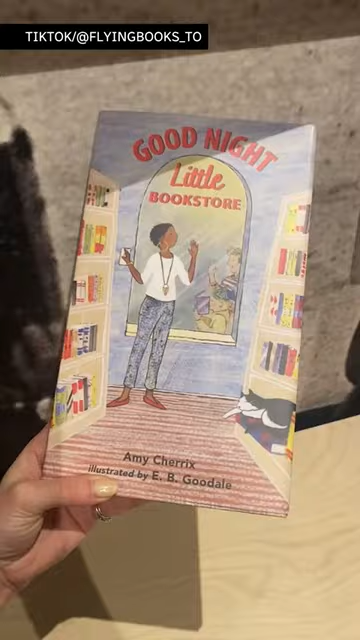 TIKTOK/@FLYINGBOOKS_TO
GOOD NIGHT
Little
BOOKSTORE
Amy Cherrix
illustrated by E. B. Goodale